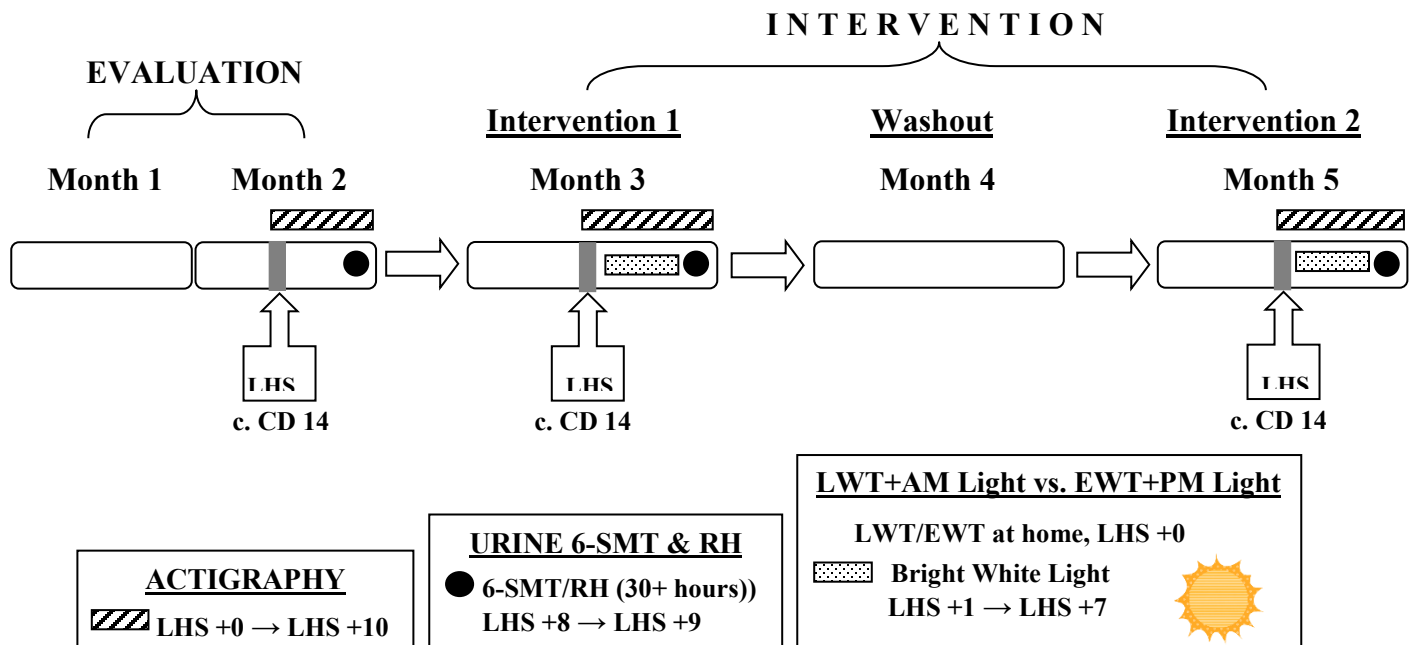 I N T E R V E N T I O N
EVALUATION
Intervention 1 Washout Intervention 2
Month 1 Month 2 Month 3 Month 4 Month 5
LHS LHS LHS
c. CD 14 c. CD 14 c. CD 14
ACTIGRAPHY
LHS +0 → LHS +10
URINE 6-SMT & RH
6-SMT/RH (30+ hours))
LHS +8 → LHS +9
LWT+AM Light vs. EWT+PM Light
LWT/EWT at home, LHS +0
Bright White Light
LHS +1 → LHS +7